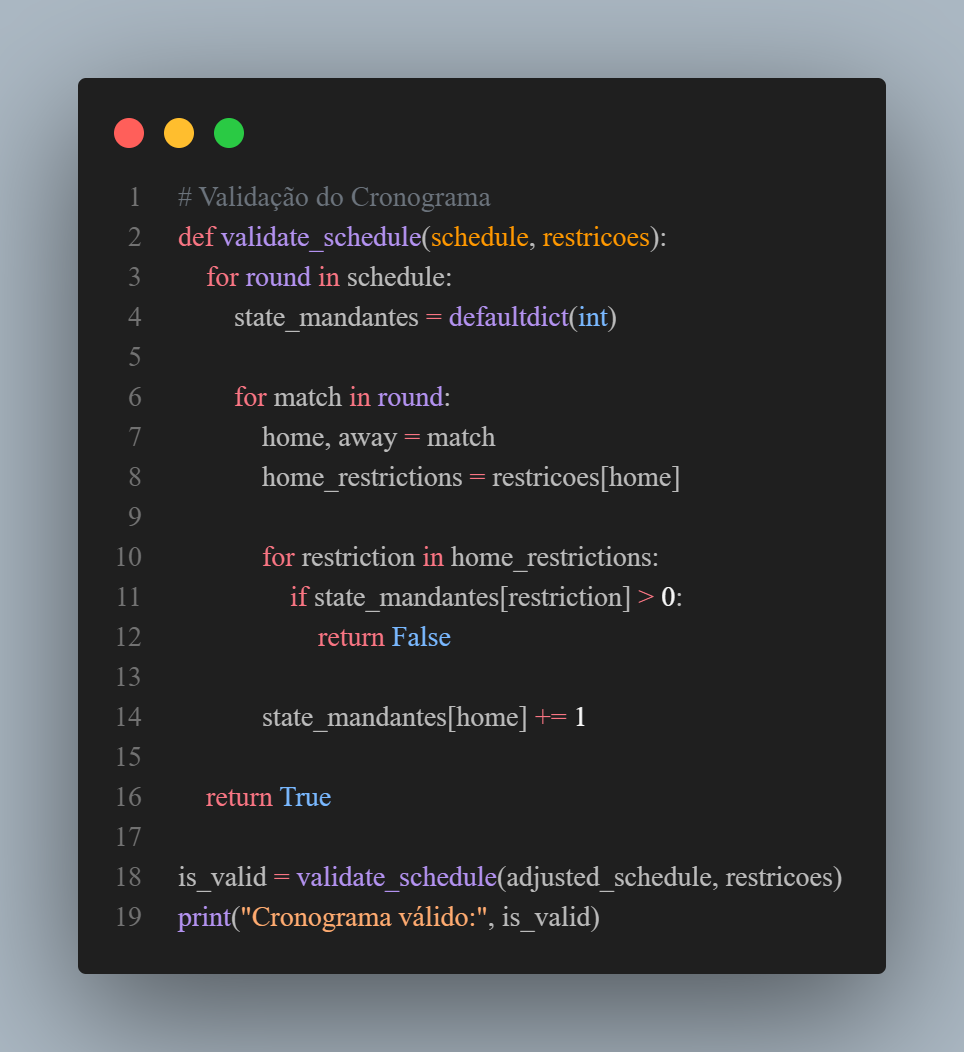 1 # Validação do Cronograma
2 def validate_schedule(schedule, restricoes):
3     for round in schedule:
4         state_mandantes = defaultdict(int)
5
6         for match in round:
7             home, away = match
8             home_restrictions = restricoes[home]
9
10             for restriction in home_restrictions:
11                 if state_mandantes[restriction] > 0:
12                     return False
13
14             state_mandantes[home] += 1
15
16     return True
17
18 is_valid = validate_schedule(adjusted_schedule, restricoes)
19 print("Cronograma válido:", is_valid)